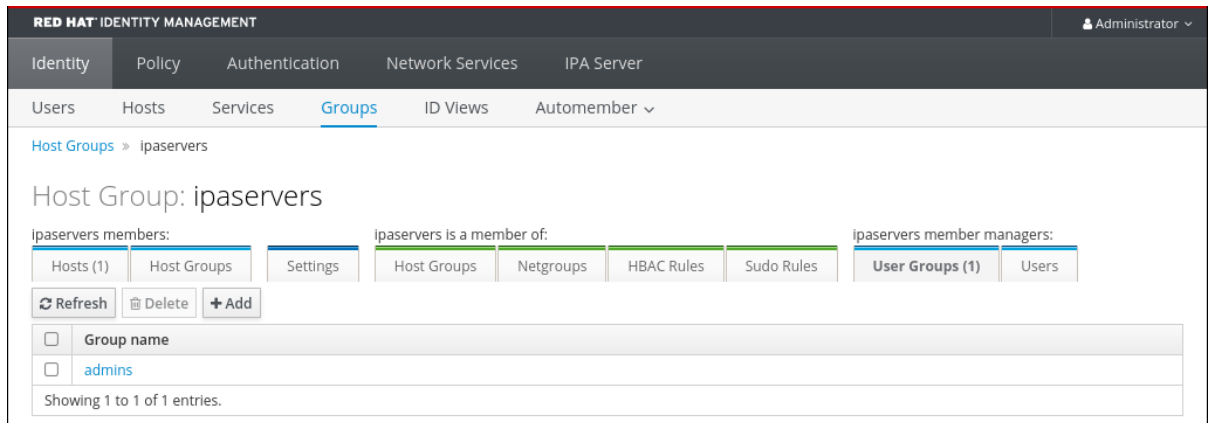 RED HAT® IDENTITY MANAGEMENT Administrator
Identity Policy Authentication Network Services IPA Server
Users Hosts Services Groups ID Views Automember
Host Groups » ipaservers
Host Group: ipaservers
ipaservers members: ipaservers is a member of: ipaservers member managers:
Hosts (1) Host Groups Settings Host Groups Netgroups HBAC Rules Sudo Rules User Groups (1) Users
Refresh Delete Add
Group name
admins
Showing 1 to 1 of 1 entries.